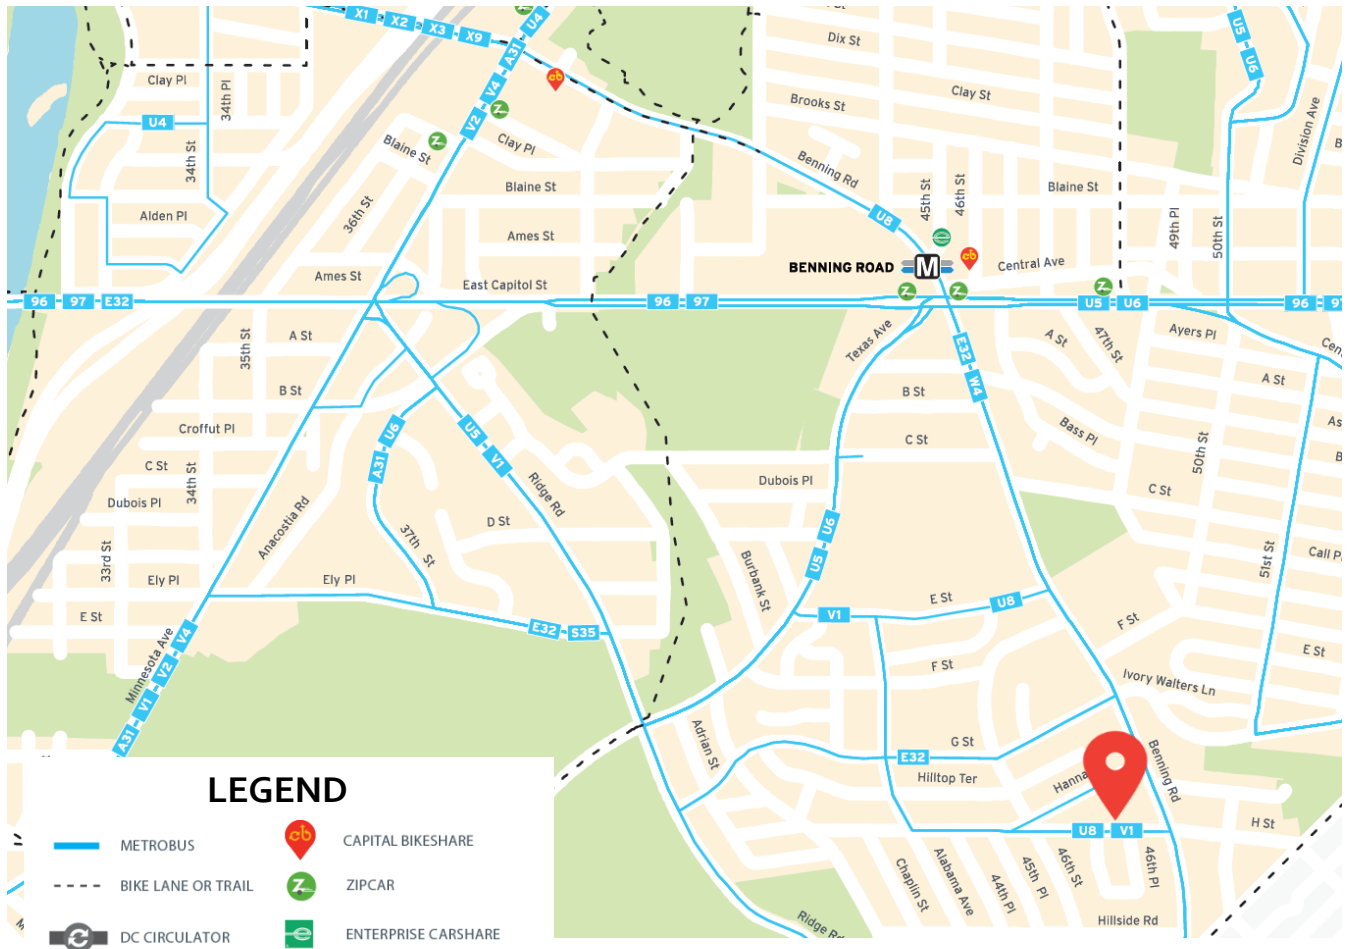 X1 X2 X3 X9
U4
A31
V4
V2
U5
U6
Dix St
Clay Pl
34th Pl
Brooks St
Clay St
Division Ave
U4
34th St
Blaine St
Clay Pl
Benning Rd
Blaine St
45th St
46th St
Blaine St
Alden Pl
36th St
U8
49th Pl
50th St
Ames St
BENNING ROAD
M
Central Ave
Ames St
East Capitol St
96 97 E32
96 97
U5 U6
96
35th St
A St
Texas Ave
E32
W4
A St
47th St
Ayers Pl
B St
B St
A St
Croffut Pl
U6
A31
U5
V1
C St
Bass Pl
50th St
C St
34th St
Dubois Pl
Ridge Rd
Dubois Pl
C St
Anacostia Rd
37th St
D St
U6
U5
33rd St
Ely Pl
Ely Pl
Burbank St
51st St
E St
E32 S35
V1
E St
U8
F St
E St
Minnesota Ave
V4
V2
V1
A31
F St
Ivory Walters Ln
Adrian St
G St
E32
Hilltop Ter
Benning Rd
U8 V1
H St
Chaplin St
Alabama Ave
44th Pl
45th Pl
46th St
46th Pl
Hillside Rd
LEGEND
METROBUS
CAPITAL BIKESHARE
BIKE LANE OR TRAIL
ZIPCAR
DC CIRCULATOR
ENTERPRISE CARSHARE